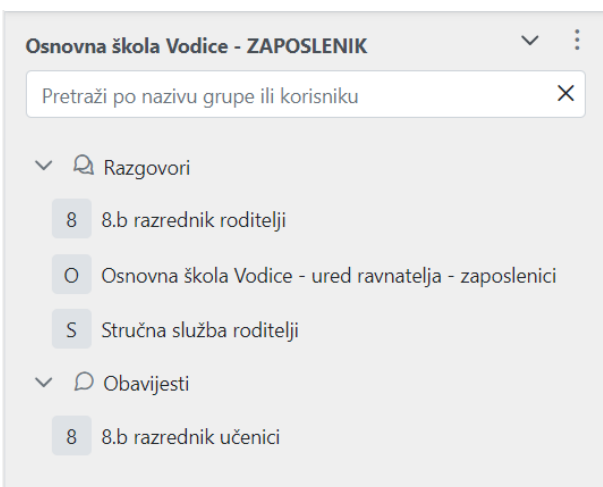 Osnovna škola Vodice - ZAPOSLENIK
Pretraži po nazivu grupe ili korisniku
Razgovori
8 8.b razrednik roditelji
O Osnovna škola Vodice - ured ravnatelja - zaposlenici
S Stručna služba roditelji
Obavijesti
8 8.b razrednik učenici